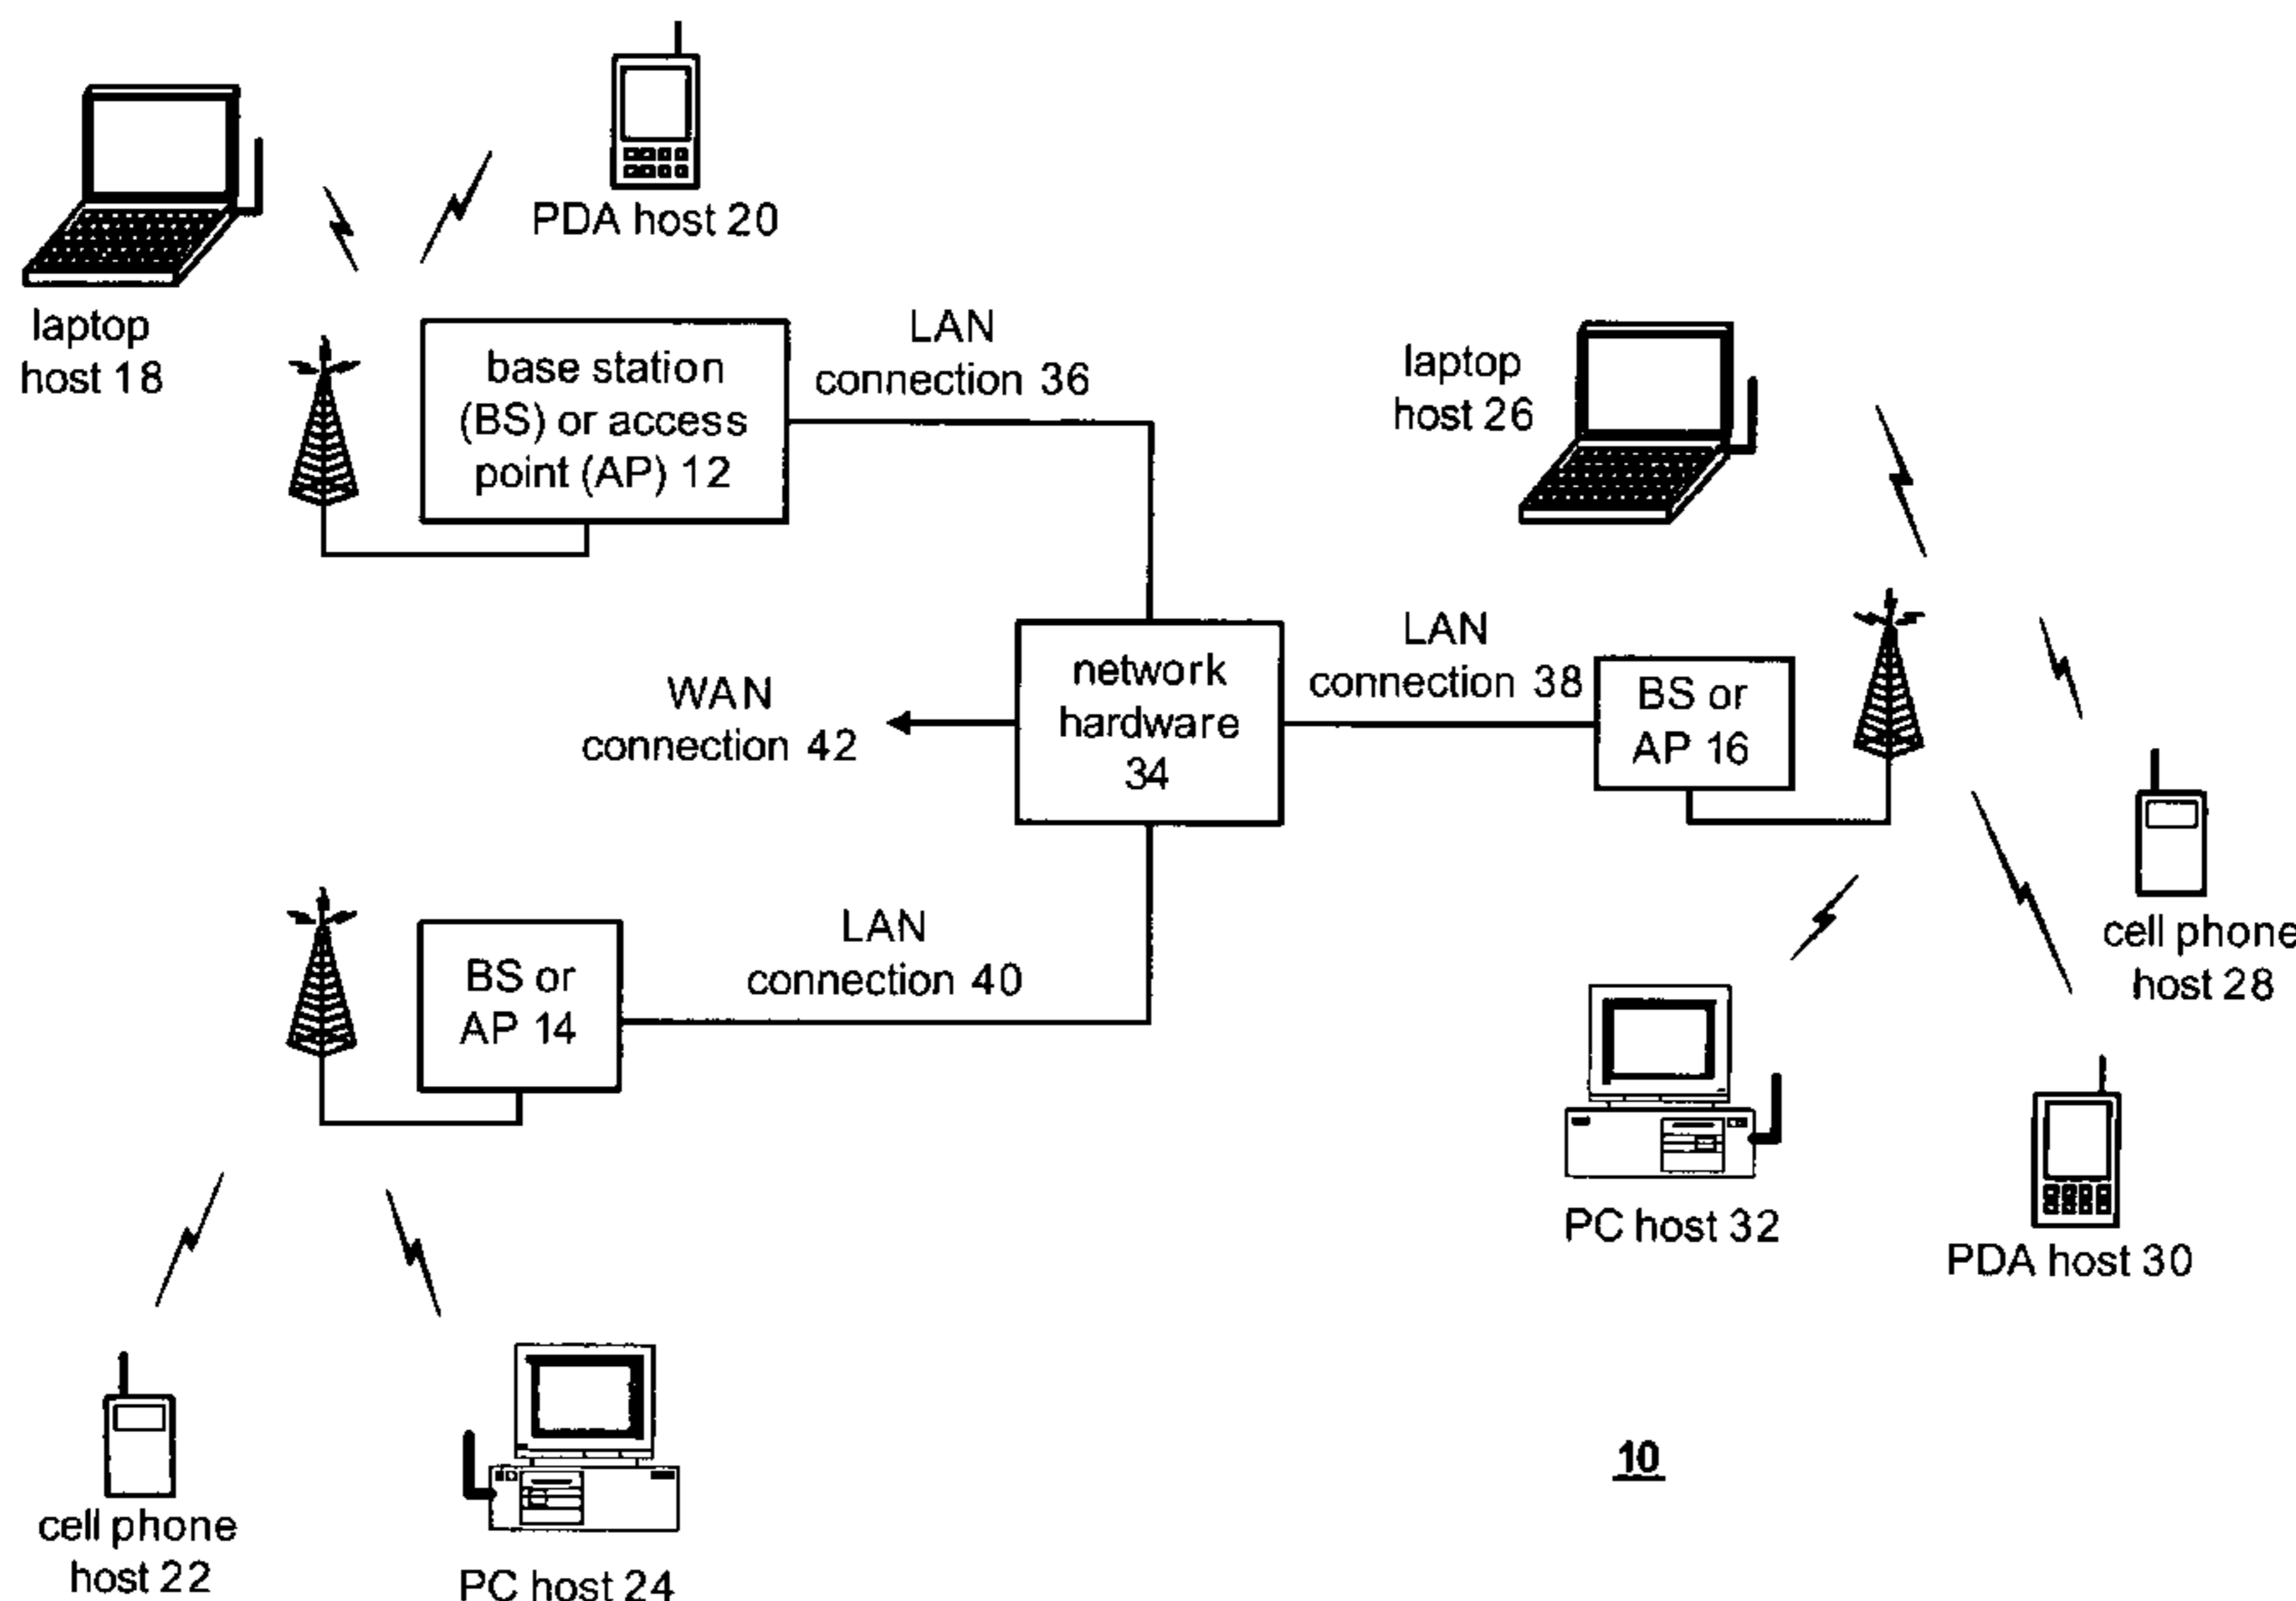 PDA host 20
laptop
host 18
base station
(BS) or access
point (AP) 12
LAN
connection 36
laptop
host 26
WAN
connection 42
network
hardware
34
LAN
connection 38
BS or
AP 16
cell phone
host 28
BS or
AP 14
LAN
connection 40
PC host 32
PDA host 30
cell phone
host 22
PC host 24
10